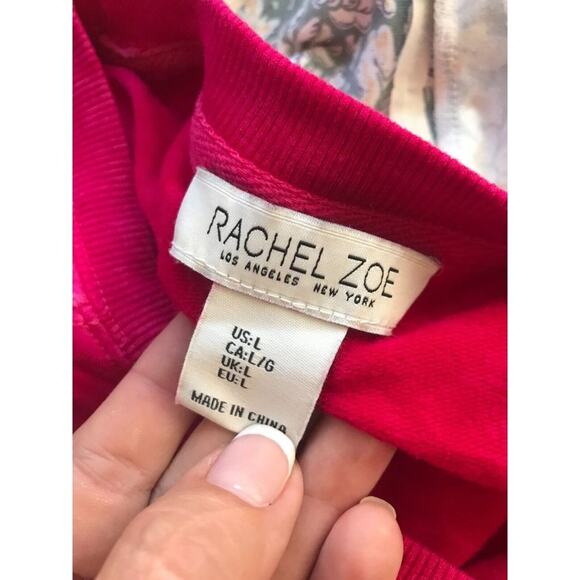 RACHEL ZOE
LOS ANGELES NEW YORK
US:L
CA:L/G
UK:L
EU:L
MADE IN CHINA